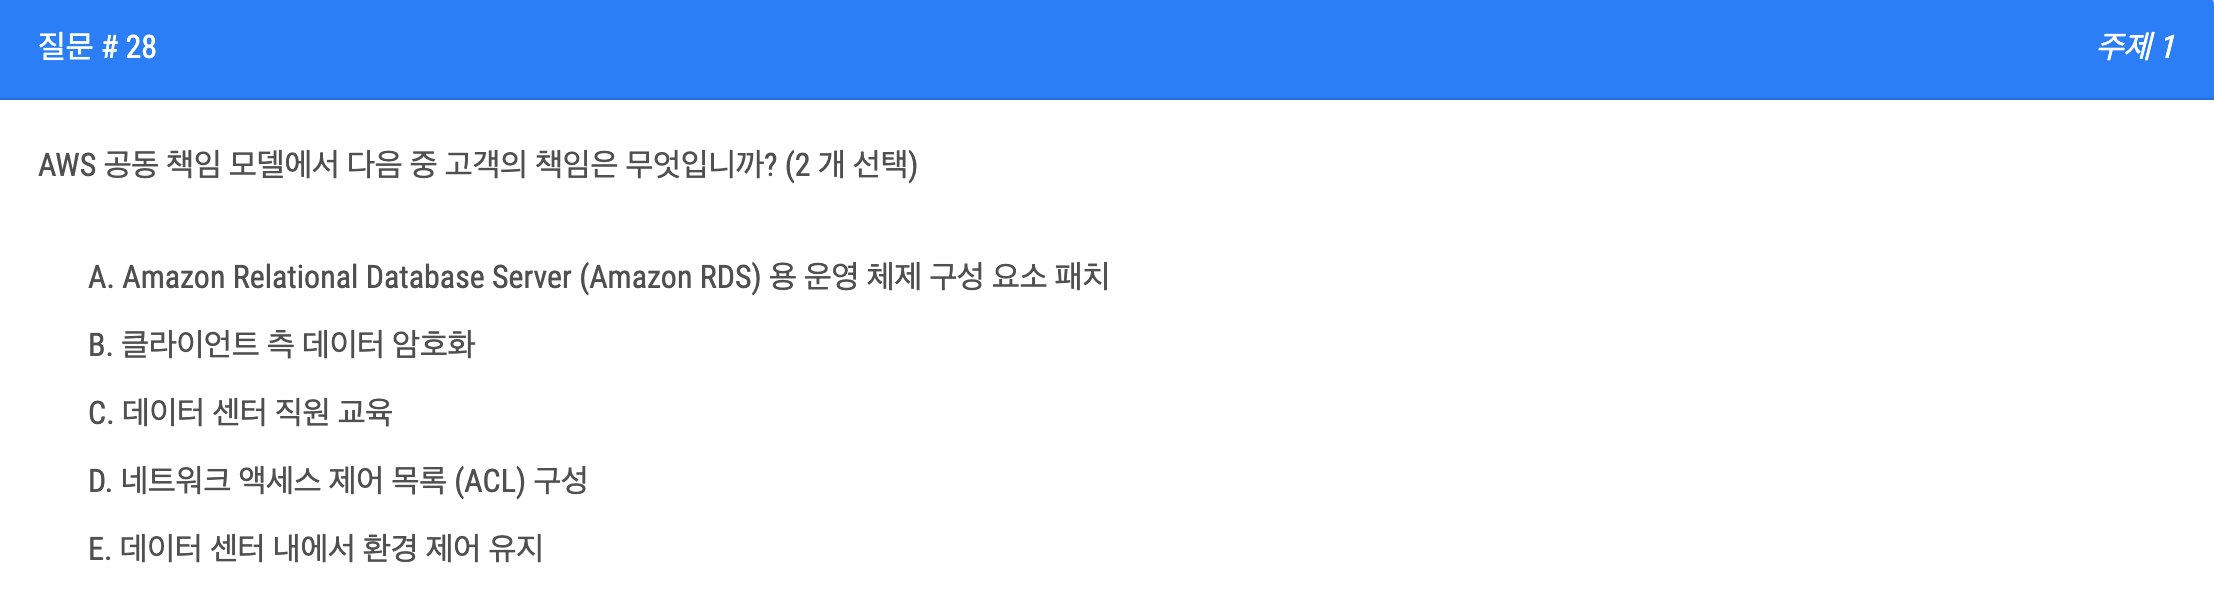 질문 # 28
주제 1
AWS 공동 책임 모델에서 다음 중 고객의 책임은 무엇입니까? (2 개 선택)
A. Amazon Relational Database Server (Amazon RDS) 용 운영 체제 구성 요소 패치
B. 클라이언트 측 데이터 암호화
C. 데이터 센터 직원 교육
D. 네트워크 액세스 제어 목록 (ACL) 구성
E. 데이터 센터 내에서 환경 제어 유지